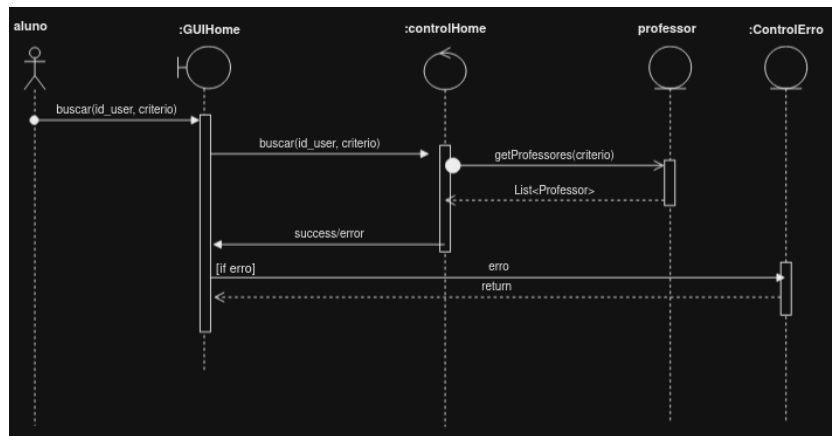 aluno
:GUIHome
:controlHome
professor
:ControlErro
buscar(id_user, criterio)
buscar(id_user, criterio)
getProfessores(criterio)
List<Professor>
success/error
[if erro]
erro
return